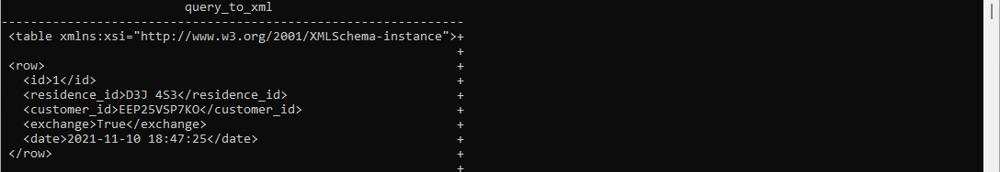 query_to_xml
---------------------------------------------------------------
<table xmlns:xsi="http://www.w3.org/2001/XMLSchema-instance">+
+
<row> +
<id>1</id> +
<residence_id>D3J 4S3</residence_id> +
<customer_id>EEP25VSP7KO</customer_id> +
<exchange>True</exchange> +
<date>2021-11-10 18:47:25</date> +
</row> +
+